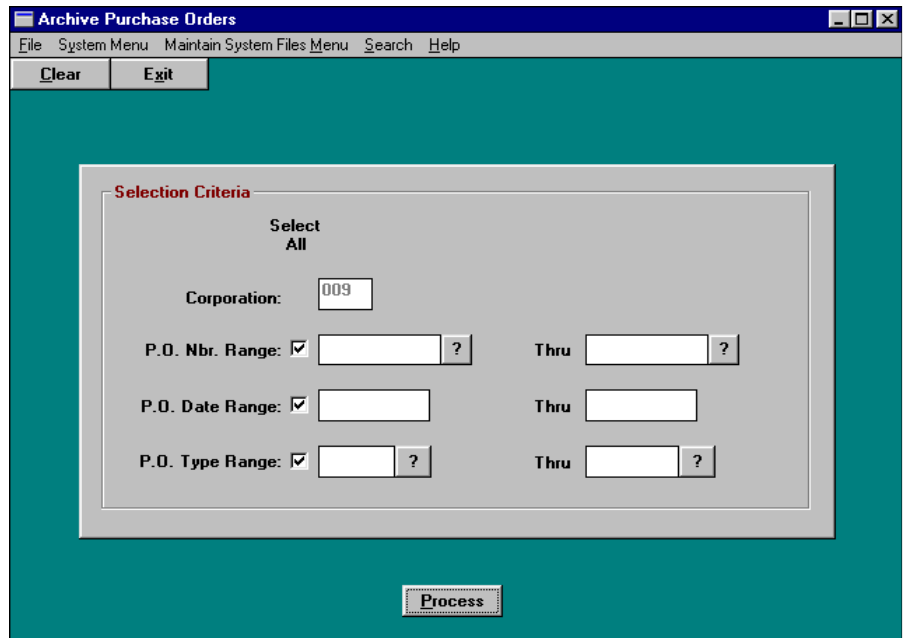 Archive Purchase Orders
File System Menu Maintain System Files Menu Search Help
Clear Exit
Selection Criteria
Select
All
Corporation: 009
P.O. Nbr. Range: ? Thru ?
P.O. Date Range: Thru
P.O. Type Range: ? Thru ?
Process